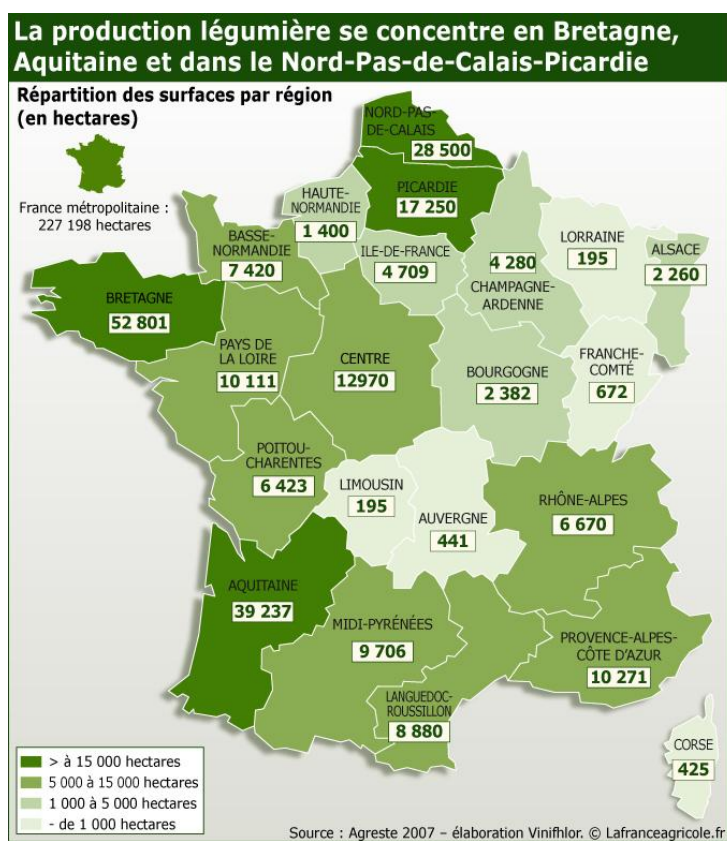 La production légumière se concentre en Bretagne,
Aquitaine et dans le Nord-Pas-de-Calais-Picardie
Répartition des surfaces par région
(en hectares)
France métropolitaine :
227 198 hectares
NORD-PAS-
DE-CALAIS
28 500
PICARDIE
17 250
HAUTE-
NORMANDIE
1 400
BASSE-
NORMANDIE
7 420
ILE-DE-FRANCE
4 709
4 280
CHAMPAGNE-
ARDENNE
LORRAINE
195
ALSACE
2 260
BRETAGNE
52 801
PAYS DE
LA LOIRE
10 111
CENTRE
12970
BOURGOGNE
2 382
FRANCHE-
COMTÉ
672
POITOU-
CHARENTES
6 423
LIMOUSIN
195
AUVERGNE
441
RHÔNE-ALPES
6 670
AQUITAINE
39 237
MIDI-PYRÉNÉES
9 706
PROVENCE-ALPES-
CÔTE D'AZUR
10 271
LANGUEDOC-
ROUSSILLON
8 880
CORSE
425
> à 15 000 hectares
5 000 à 15 000 hectares
1 000 à 5 000 hectares
- de 1 000 hectares
Source : Agreste 2007 – élaboration Vinifhlor. © Lafranceagricole.fr